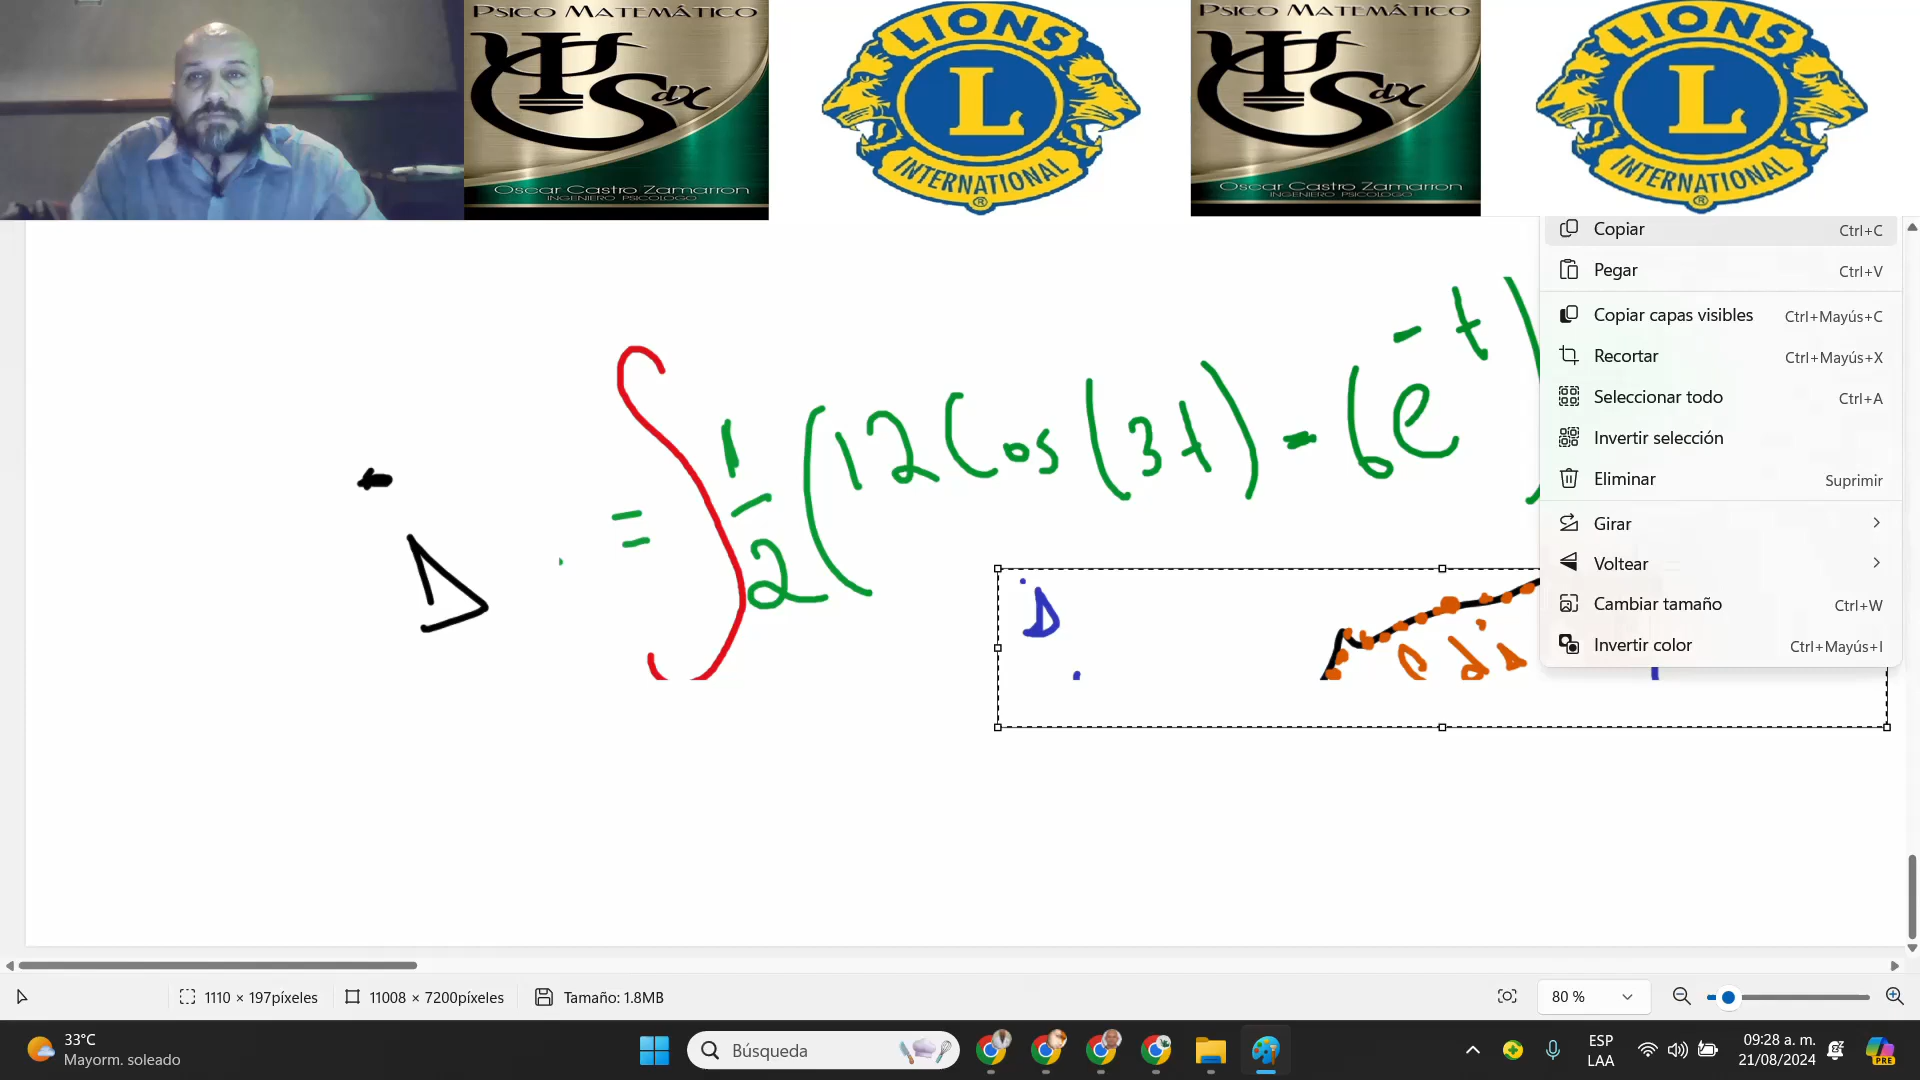 PSICO MATEMÁTICO
dx
Oscar Castro Zamarron
INGENIERO PSICOLOGO
LIONS
L
INTERNATIONAL
®
PSICO MATEMÁTICO
dx
Oscar Castro Zamarron
INGENIERO PSICOLOGO
LIONS
L
INTERNATIONAL
®
Copiar Ctrl+C
Pegar Ctrl+V
Copiar capas visibles Ctrl+Mayús+C
Recortar Ctrl+Mayús+X
Seleccionar todo Ctrl+A
Invertir selección
Eliminar Suprimir
Girar
Voltear
Cambiar tamaño Ctrl+W
Invertir color Ctrl+Mayús+I
= ∫ 1/2 (12 Cos(3t) - 6e^-t)
1110 × 197píxeles 11008 × 7200píxeles Tamaño: 1.8MB 80 %
33°C
Mayorm. soleado
Búsqueda
ESP
LAA
09:28 a. m.
21/08/2024
PRE